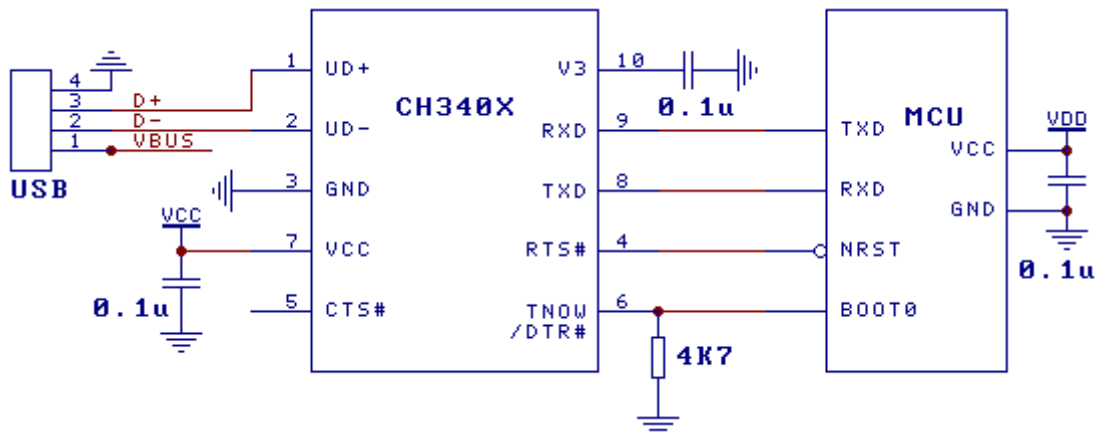 1 UD+
V3 10
4
3 D+
2 D-
1 VBUS
USB
CH340X
0.1u
2 UD-
RXD 9
TXD
MCU
VDD
VCC
3 GND
TXD 8
RXD
GND
VCC
7 VCC
RTS# 4
NRST
0.1u
0.1u
5 CTS#
TNOW 6
/DTR#
BOOT0
4K7